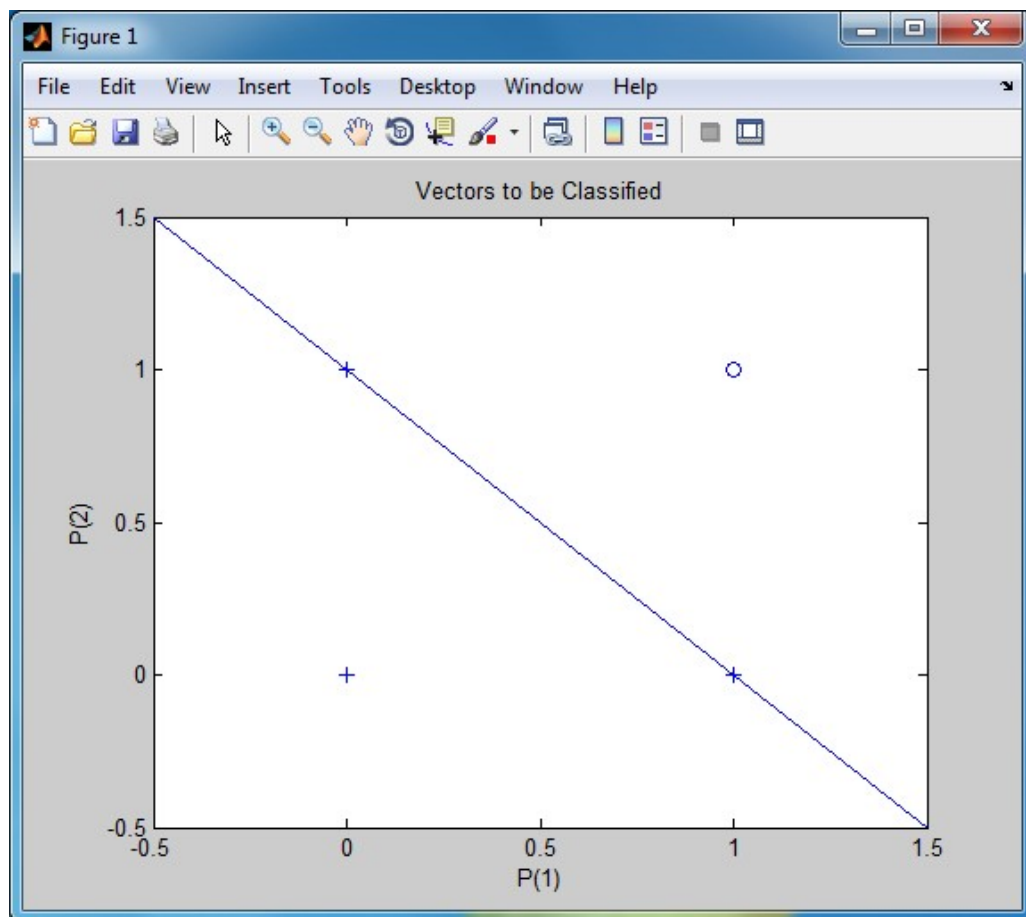 Figure 1
File Edit View Insert Tools Desktop Window Help
Vectors to be Classified
1.5
1
0.5
0
-0.5
P(2)
-0.5 0 0.5 1 1.5
P(1)